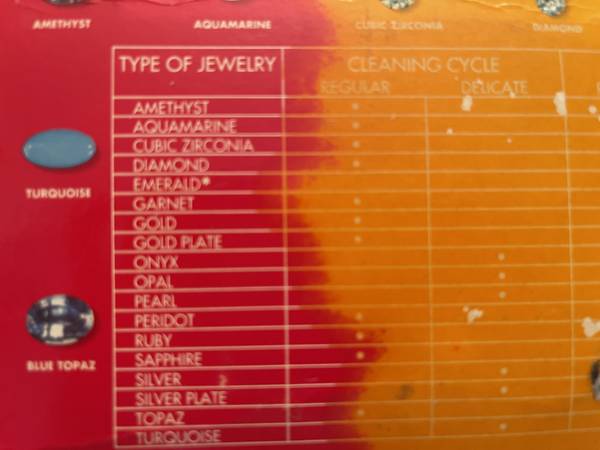 AMETHYST AQUAMARINE CUBIC ZIRCONIA DIAMOND
TYPE OF JEWELRY CLEANING CYCLE
REGULAR DELICATE
AMETHYST
AQUAMARINE
CUBIC ZIRCONIA
DIAMOND
EMERALD*
GARNET
GOLD
GOLD PLATE
ONYX
OPAL
PEARL
PERIDOT
RUBY
SAPPHIRE
SILVER
SILVER PLATE
TOPAZ
TURQUOISE
TURQUOISE
BLUE TOPAZ